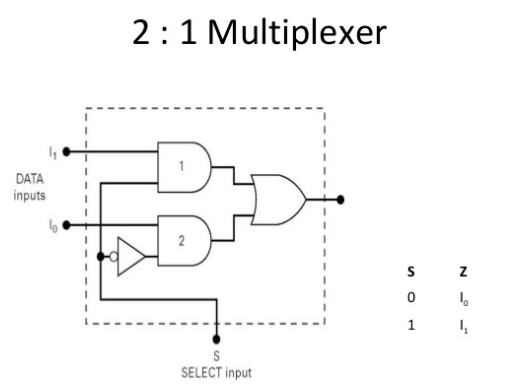 2 : 1 Multiplexer
I₁
1
DATA
inputs
I₀
2
S
SELECT input
S Z
0 I₀
1 I₁